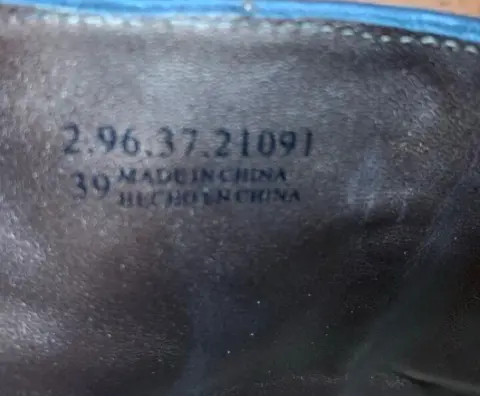 2.96.37.21091
39 MADE IN CHINA
HECHO EN CHINA